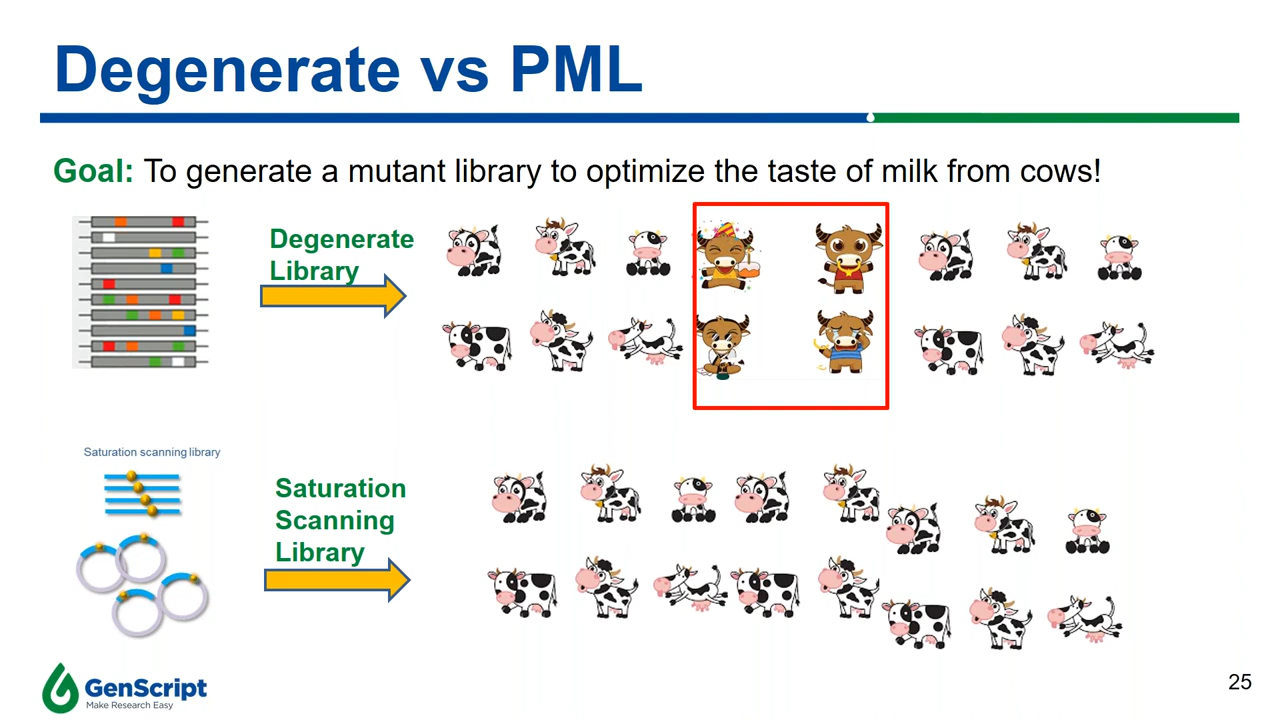 Degenerate vs PML
Goal: To generate a mutant library to optimize the taste of milk from cows!
Degenerate
Library
Saturation scanning library
Saturation
Scanning
Library
GenScript
Make Research Easy
25